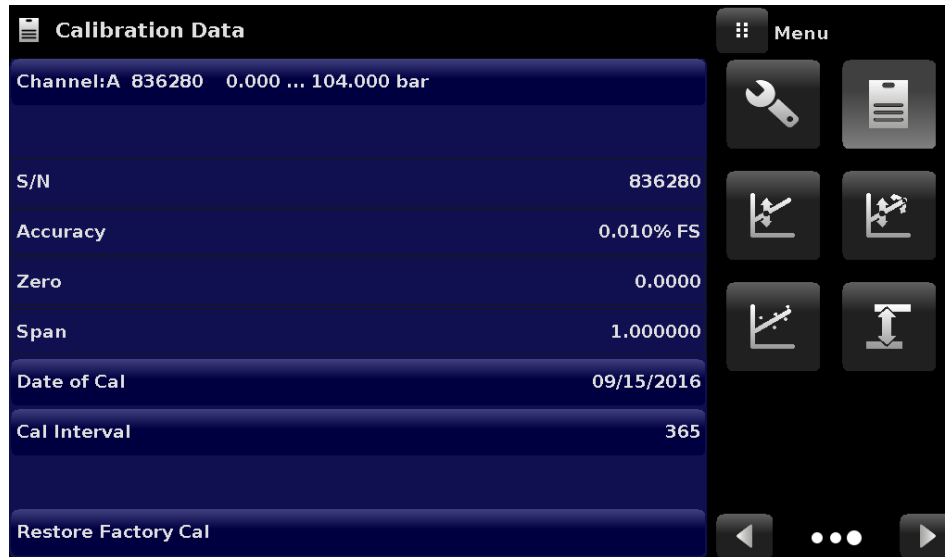 Calibration Data
Menu
Channel:A 836280 0.000 ... 104.000 bar
S/N 836280
Accuracy 0.010% FS
Zero 0.0000
Span 1.000000
Date of Cal 09/15/2016
Cal Interval 365
Restore Factory Cal